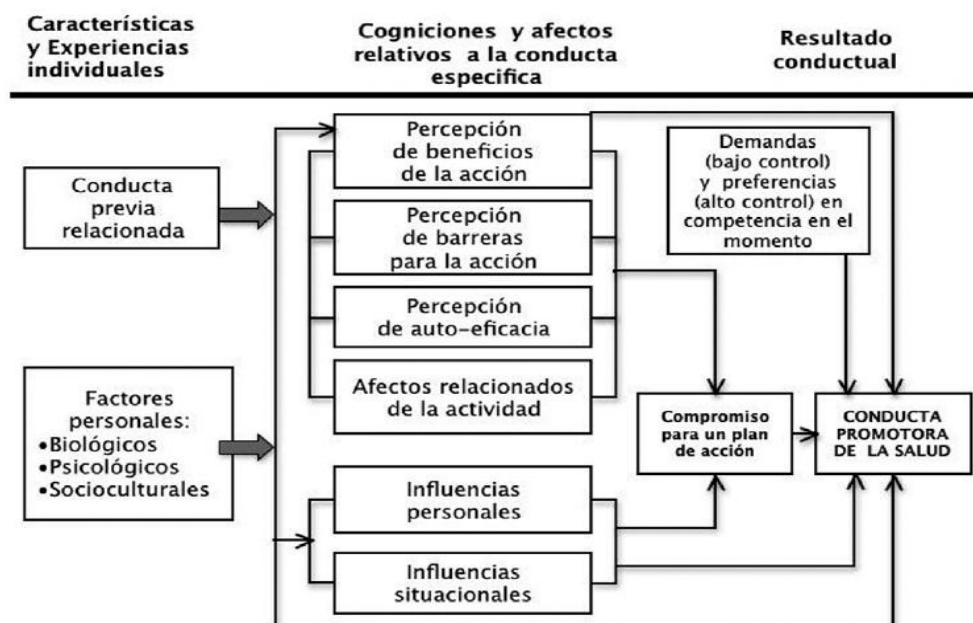 Características
y Experiencias
individuales
Cogniciones y afectos
relativos a la conducta
especifica
Resultado
conductual
Conducta
previa
relacionada
Factores
personales:
•Biológicos
•Psicológicos
•Socioculturales
Percepción
de beneficios
de la acción
Percepción
de barreras
para la acción
Percepción
de auto-eficacia
Afectos relacionados
de la actividad
Influencias
personales
Influencias
situacionales
Demandas
(bajo control)
y preferencias
(alto control) en
competencia en el
momento
Compromiso
para un plan
de acción
CONDUCTA
PROMOTORA
DE LA SALUD